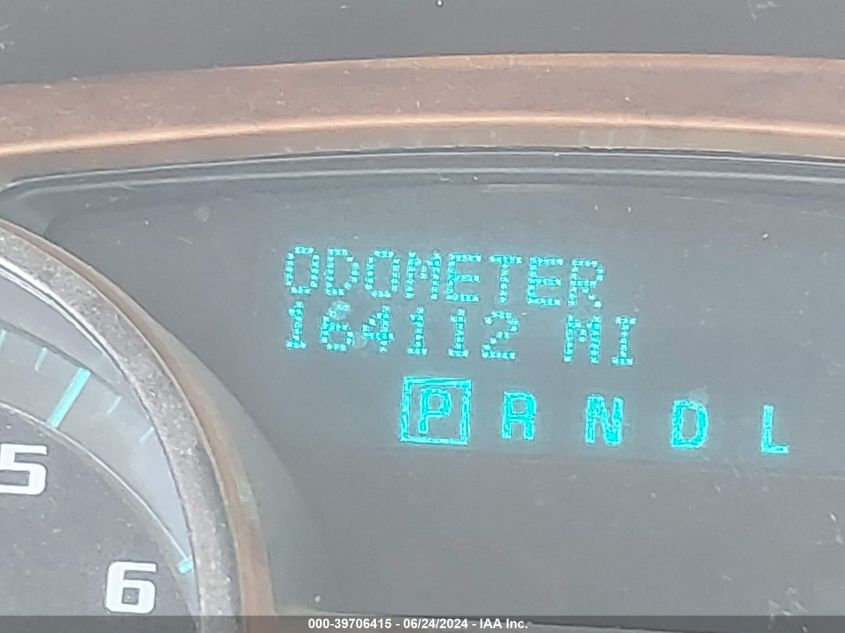 ODOMETER
164112 MI
P R N D L
5
6
000-39706415 - 06/24/2024 - IAA Inc.